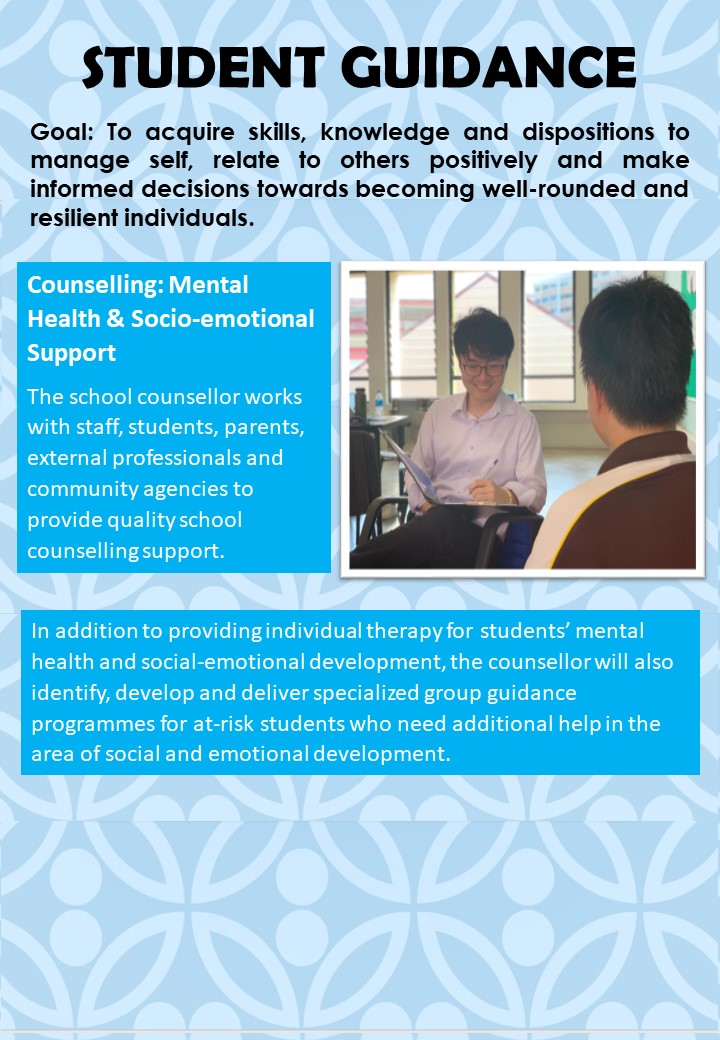 STUDENT GUIDANCE
Goal: To acquire skills, knowledge and dispositions to
manage self, relate to others positively and make
informed decisions towards becoming well-rounded and
resilient individuals.
Counselling: Mental
Health & Socio-emotional
Support
The school counsellor works
with staff, students, parents,
external professionals and
community agencies to
provide quality school
counselling support.
In addition to providing individual therapy for students’ mental
health and social-emotional development, the counsellor will also
identify, develop and deliver specialized group guidance
programmes for at-risk students who need additional help in the
area of social and emotional development.